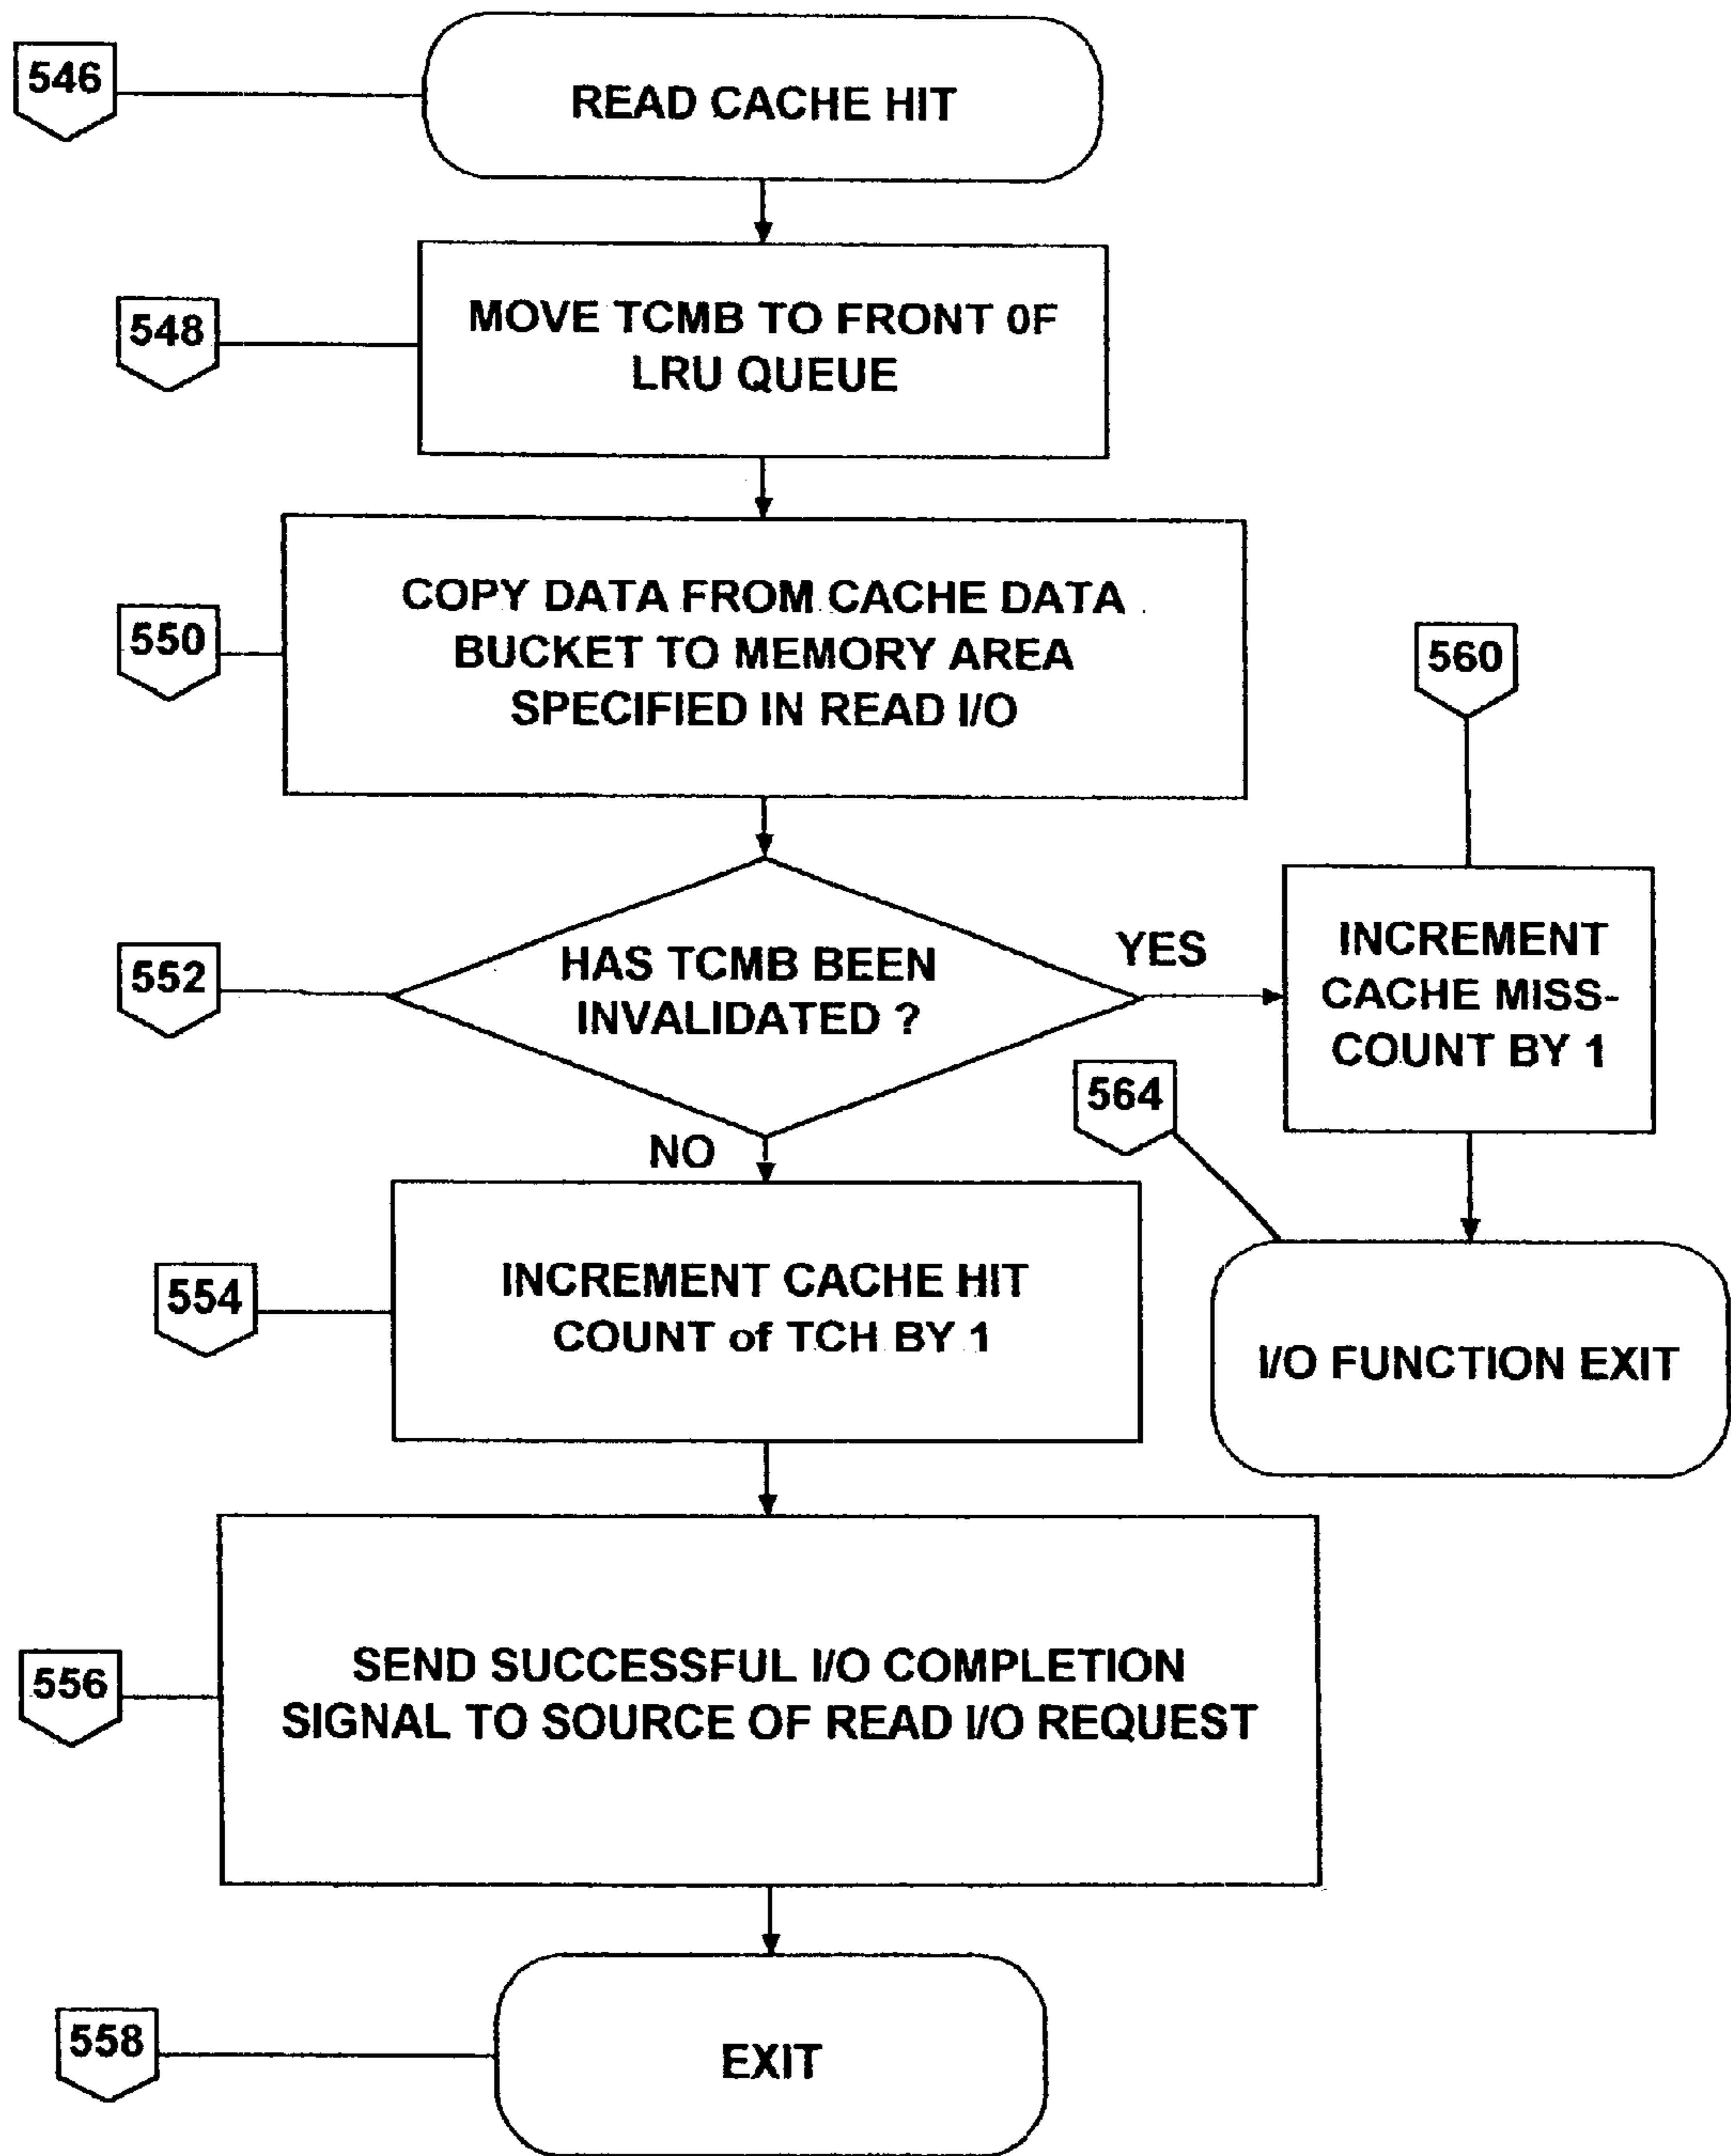 546
READ CACHE HIT
548
MOVE TCMB TO FRONT 0F
LRU QUEUE
550
COPY DATA FROM CACHE DATA
BUCKET TO MEMORY AREA
SPECIFIED IN READ I/O
560
552
HAS TCMB BEEN
INVALIDATED ?
YES
INCREMENT
CACHE MISS-
COUNT BY 1
564
NO
554
INCREMENT CACHE HIT
COUNT of TCH BY 1
I/O FUNCTION EXIT
556
SEND SUCCESSFUL I/O COMPLETION
SIGNAL TO SOURCE OF READ I/O REQUEST
558
EXIT